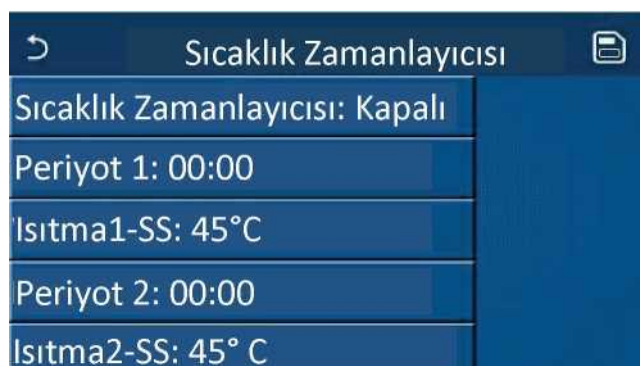 Sıcaklık Zamanlayıcısı
Sıcaklık Zamanlayıcısı: Kapalı
Periyot 1: 00:00
Isıtma1-SS: 45°C
Periyot 2: 00:00
Isıtma2-SS: 45° C